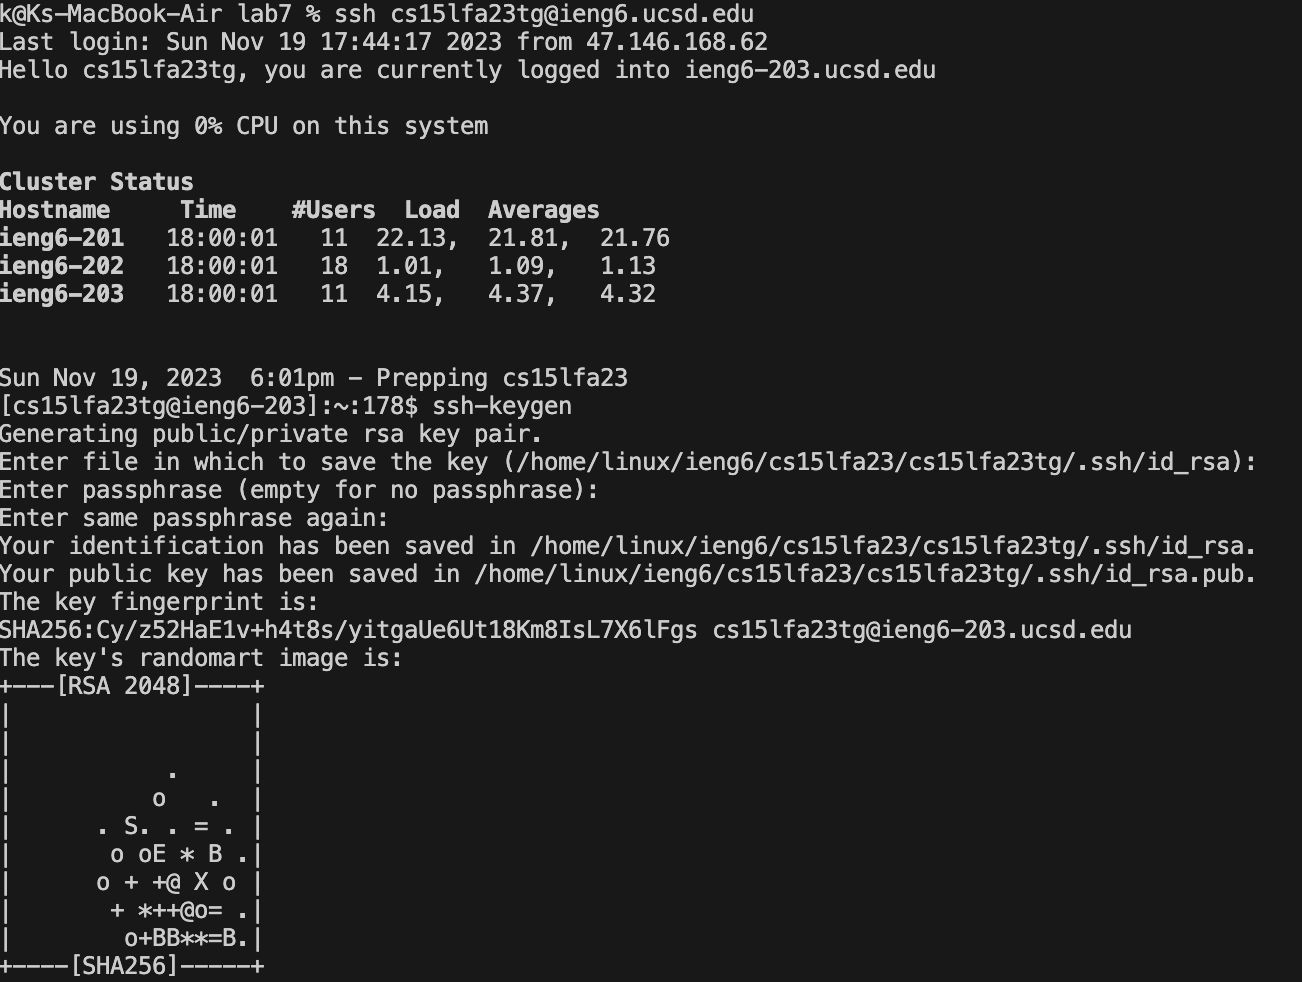 k@Ks-MacBook-Air lab7 % ssh cs15lfa23tg@ieng6.ucsd.edu
Last login: Sun Nov 19 17:44:17 2023 from 47.146.168.62
Hello cs15lfa23tg, you are currently logged into ieng6-203.ucsd.edu

You are using 0% CPU on this system

Cluster Status
Hostname     Time    #Users  Load  Averages
ieng6-201   18:00:01   11  22.13,  21.81,  21.76
ieng6-202   18:00:01   18  1.01,   1.09,   1.13
ieng6-203   18:00:01   11  4.15,   4.37,   4.32


Sun Nov 19, 2023  6:01pm - Prepping cs15lfa23
[cs15lfa23tg@ieng6-203]:~:178$ ssh-keygen
Generating public/private rsa key pair.
Enter file in which to save the key (/home/linux/ieng6/cs15lfa23/cs15lfa23tg/.ssh/id_rsa):
Enter passphrase (empty for no passphrase):
Enter same passphrase again:
Your identification has been saved in /home/linux/ieng6/cs15lfa23/cs15lfa23tg/.ssh/id_rsa.
Your public key has been saved in /home/linux/ieng6/cs15lfa23/cs15lfa23tg/.ssh/id_rsa.pub.
The key fingerprint is:
SHA256:Cy/z52HaE1v+h4t8s/yitgaUe6Ut18Km8IsL7X6lFgs cs15lfa23tg@ieng6-203.ucsd.edu
The key's randomart image is:
+---[RSA 2048]----+
|                 |
|                 |
|           .     |
|          o   .  |
|      . S. . = . |
|       o oE * B .|
|      o + +@ X o |
|       + *++@o= .|
|        o+BB**=B.|
+----[SHA256]-----+